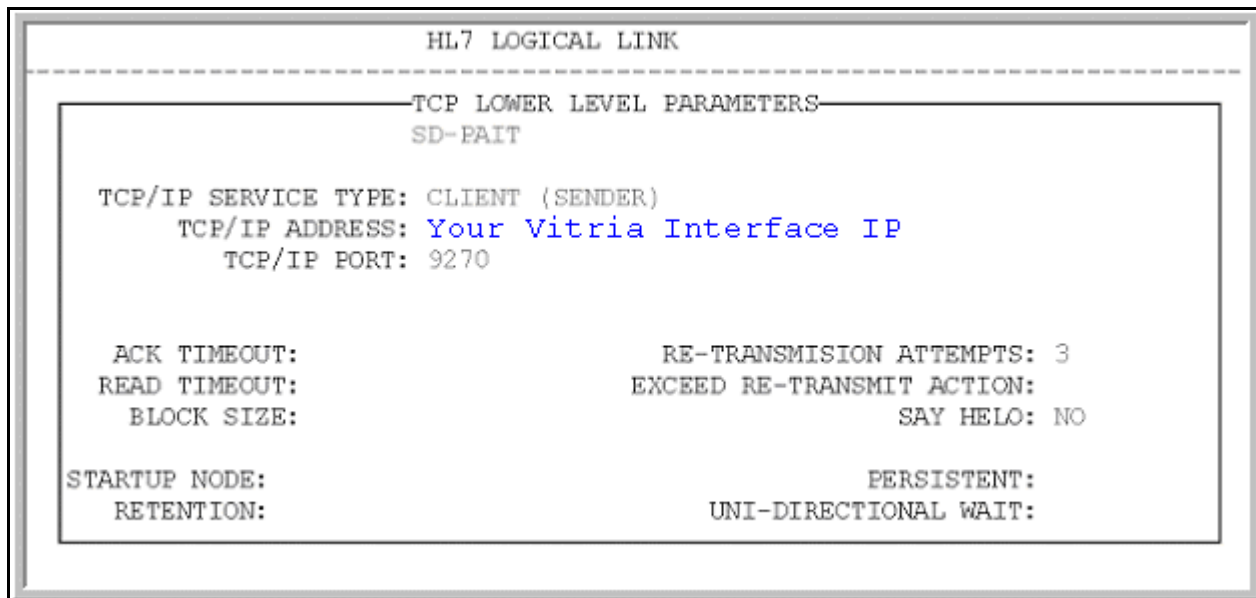 HL7 LOGICAL LINK
TCP LOWER LEVEL PARAMETERS
SD-PAIT
TCP/IP SERVICE TYPE: CLIENT (SENDER)
TCP/IP ADDRESS: Your Vitria Interface IP
TCP/IP PORT: 9270
ACK TIMEOUT: RE-TRANSMISION ATTEMPTS: 3
READ TIMEOUT: EXCEED RE-TRANSMIT ACTION:
BLOCK SIZE: SAY HELO: NO
STARTUP NODE: PERSISTENT:
RETENTION: UNI-DIRECTIONAL WAIT: